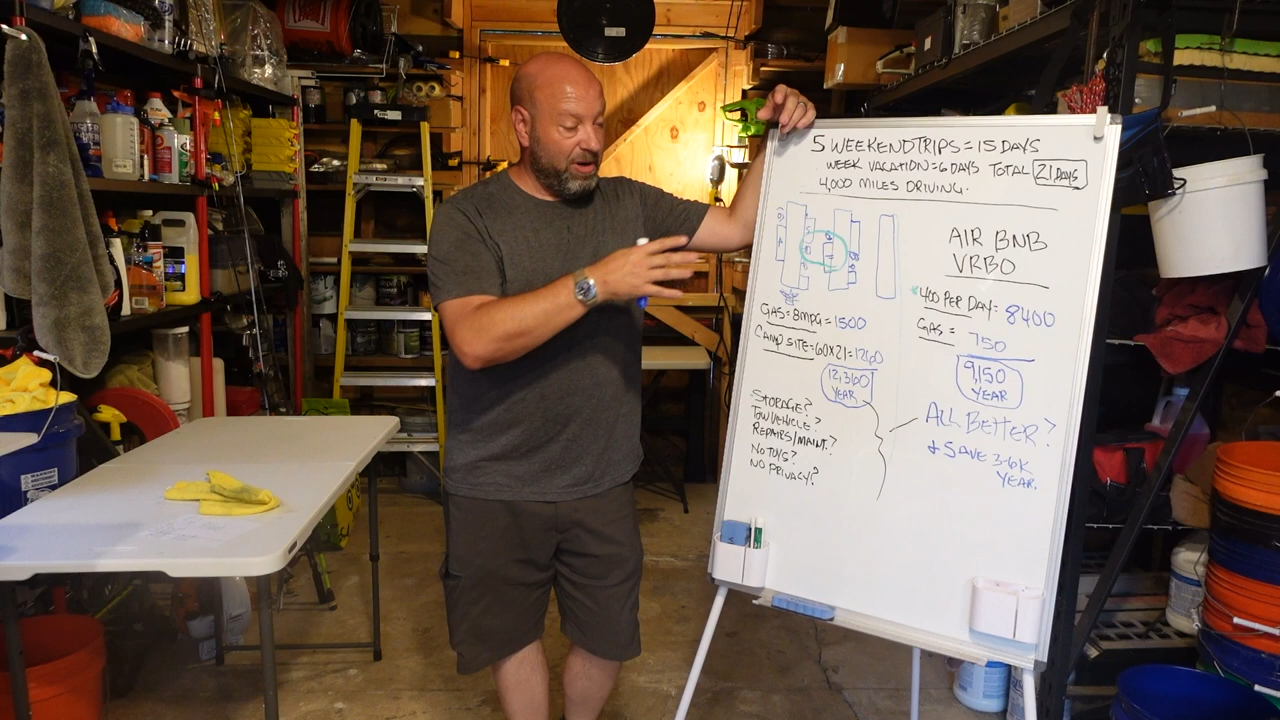 5 WEEKEND TRIPS = 15 DAYS
WEEK VACATION = 6 DAYS TOTAL 21 DAYS
4,000 MILES DRIVING.
GAS = 8MPG = 1500
CAMP SITE = 60X21 = 1260
12,360
YEAR
STORAGE?
TOW VEHICLE?
REPAIRS/MAINT.?
NO TOYS?
NO PRIVACY?
AIR BNB
VRBO
*400 PER DAY = 8400
GAS = 750
9,150
YEAR
ALL BETTER?
& SAVE 3-6K
YEAR.